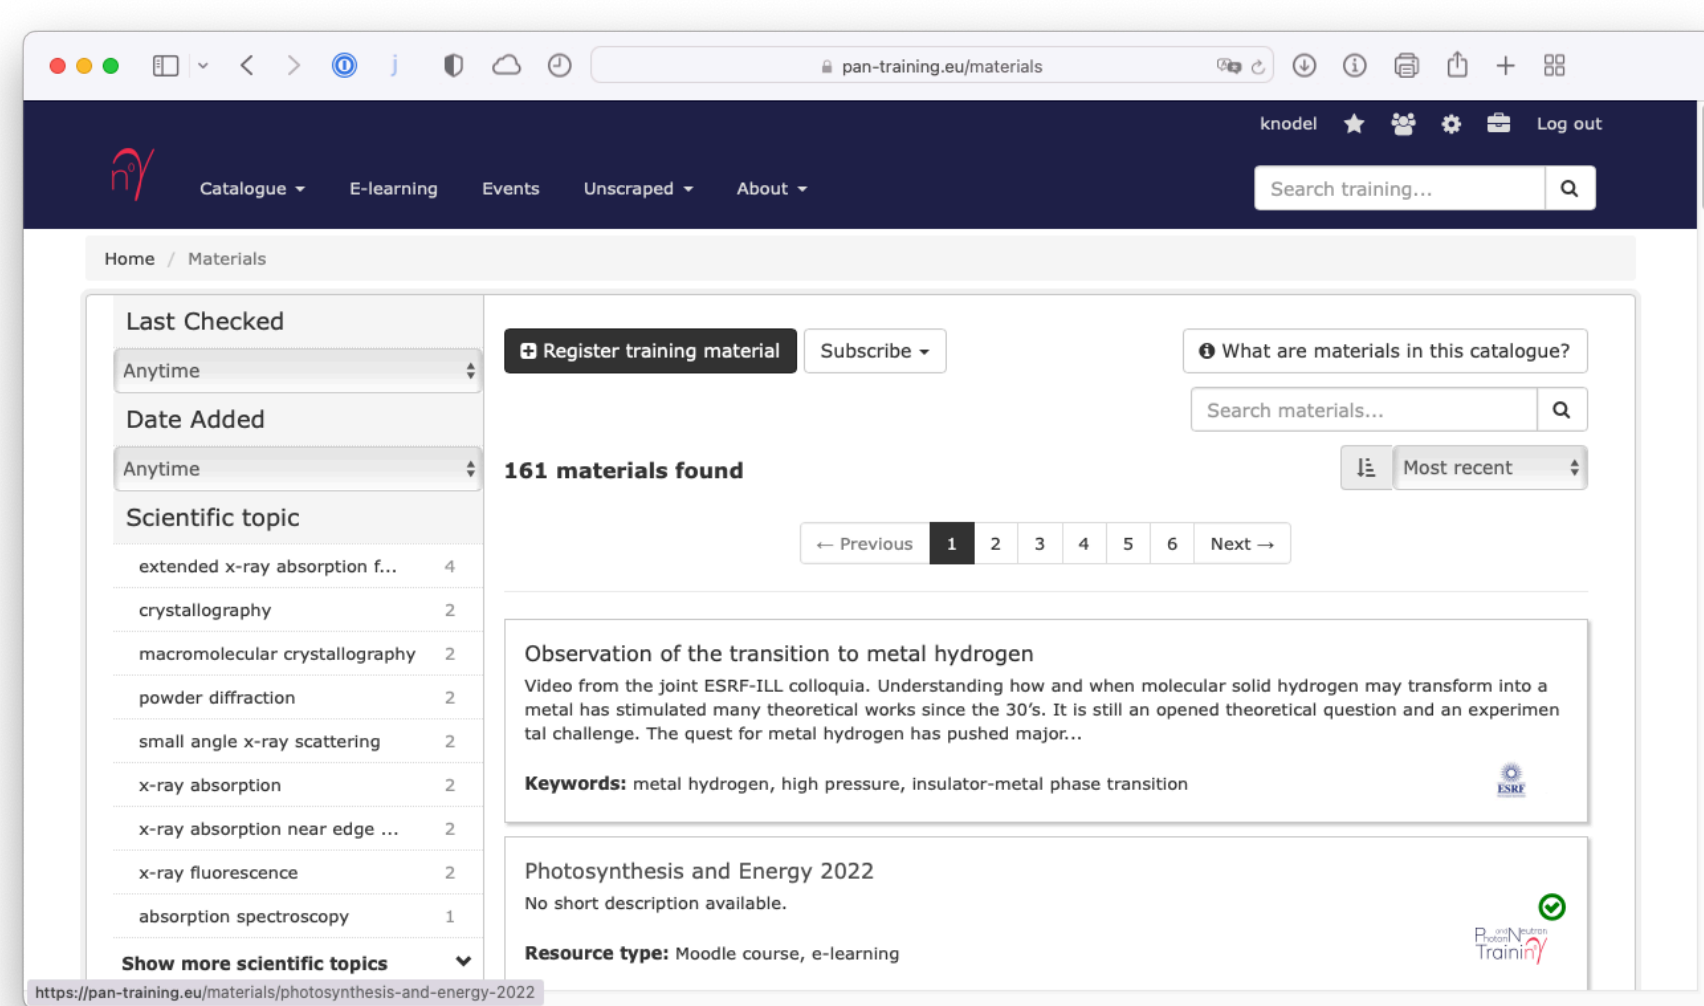 pan-training.eu/materials
knodel Log out
n°γ
Catalogue E-learning Events Unscraped About
Search training...
Home / Materials
Last Checked
Anytime
Date Added
Anytime
Scientific topic
extended x-ray absorption f... 4
crystallography 2
macromolecular crystallography 2
powder diffraction 2
small angle x-ray scattering 2
x-ray absorption 2
x-ray absorption near edge ... 2
x-ray fluorescence 2
absorption spectroscopy 1
Show more scientific topics
Register training material Subscribe What are materials in this catalogue?
Search materials...
161 materials found Most recent
← Previous 1 2 3 4 5 6 Next →
Observation of the transition to metal hydrogen
Video from the joint ESRF-ILL colloquia. Understanding how and when molecular solid hydrogen may transform into a
metal has stimulated many theoretical works since the 30's. It is still an opened theoretical question and an experimen
tal challenge. The quest for metal hydrogen has pushed major...
Keywords: metal hydrogen, high pressure, insulator-metal phase transition
ESRF
Photosynthesis and Energy 2022
No short description available.
Resource type: Moodle course, e-learning
Photon and Neutron
Training
https://pan-training.eu/materials/photosynthesis-and-energy-2022